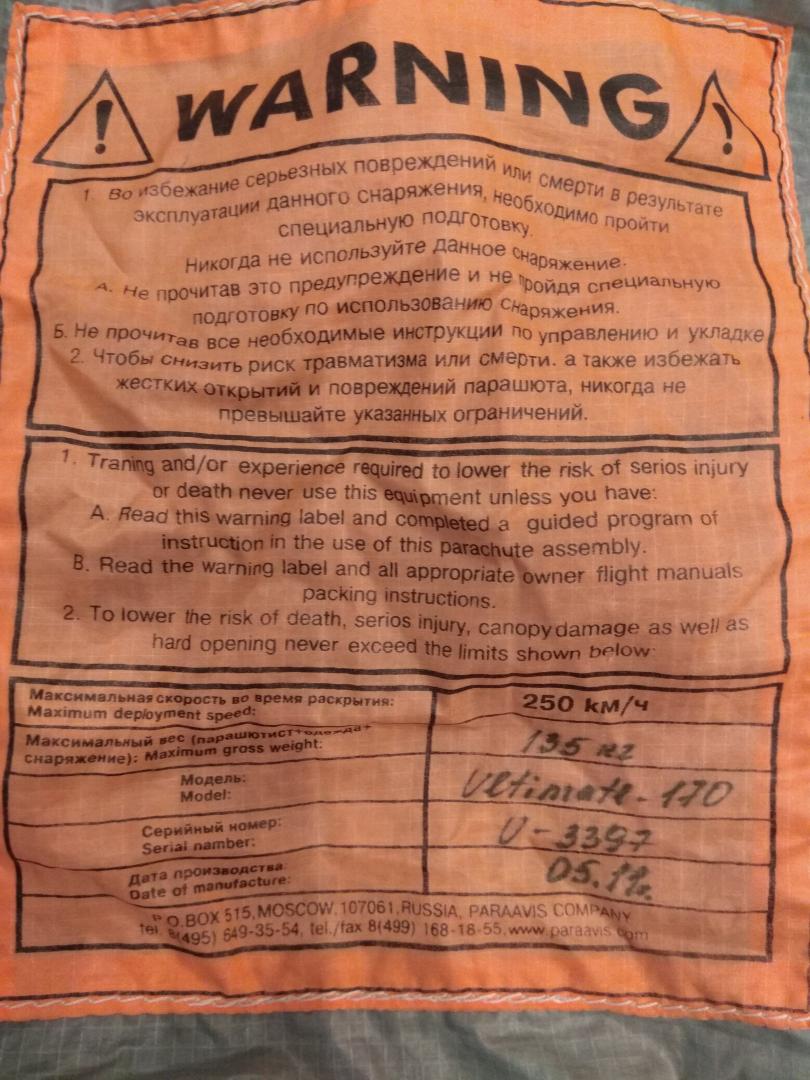 WARNING
1. Во избежание серьезных повреждений или смерти в результате
эксплуатации данного снаряжения, необходимо пройти
специальную подготовку.
Никогда не используйте данное снаряжение.
А. Не прочитав это предупреждение и не пройдя специальную
подготовку по использованию снаряжения.
Б. Не прочитав все необходимые инструкции по управлению и укладке
2. Чтобы снизить риск травматизма или смерти. а также избежать
жестких открытий и повреждений парашюта, никогда не
превышайте указанных ограничений.
1. Traning and/or experience required to lower the risk of serios injury
or death never use this equipment unless you have:
A. Read this warning label and completed a guided program of
instruction in the use of this parachute assembly.
B. Read the warning label and all appropriate owner flight manuals
packing instructions.
2. To lower the risk of death, serios injury, canopy damage as well as
hard opening never exceed the limits shown below:
Максимальная скорость во время раскрытия:
Maximum deployment speed:
250 км/ч
Максимальный вес (парашютист+одежда+
снаряжение): Maximum gross weight:
135 кг
Модель:
Model:
Ultimate-170
Серийный номер:
Serial namber:
U-3397
Дата производства:
Date of manufacture:
05.11г.
P.O.BOX 515, MOSCOW, 107061, RUSSIA, PARAAVIS COMPANY
tel. 8(495) 649-35-54, tel./fax 8(499) 168-18-55, www.paraavis.com